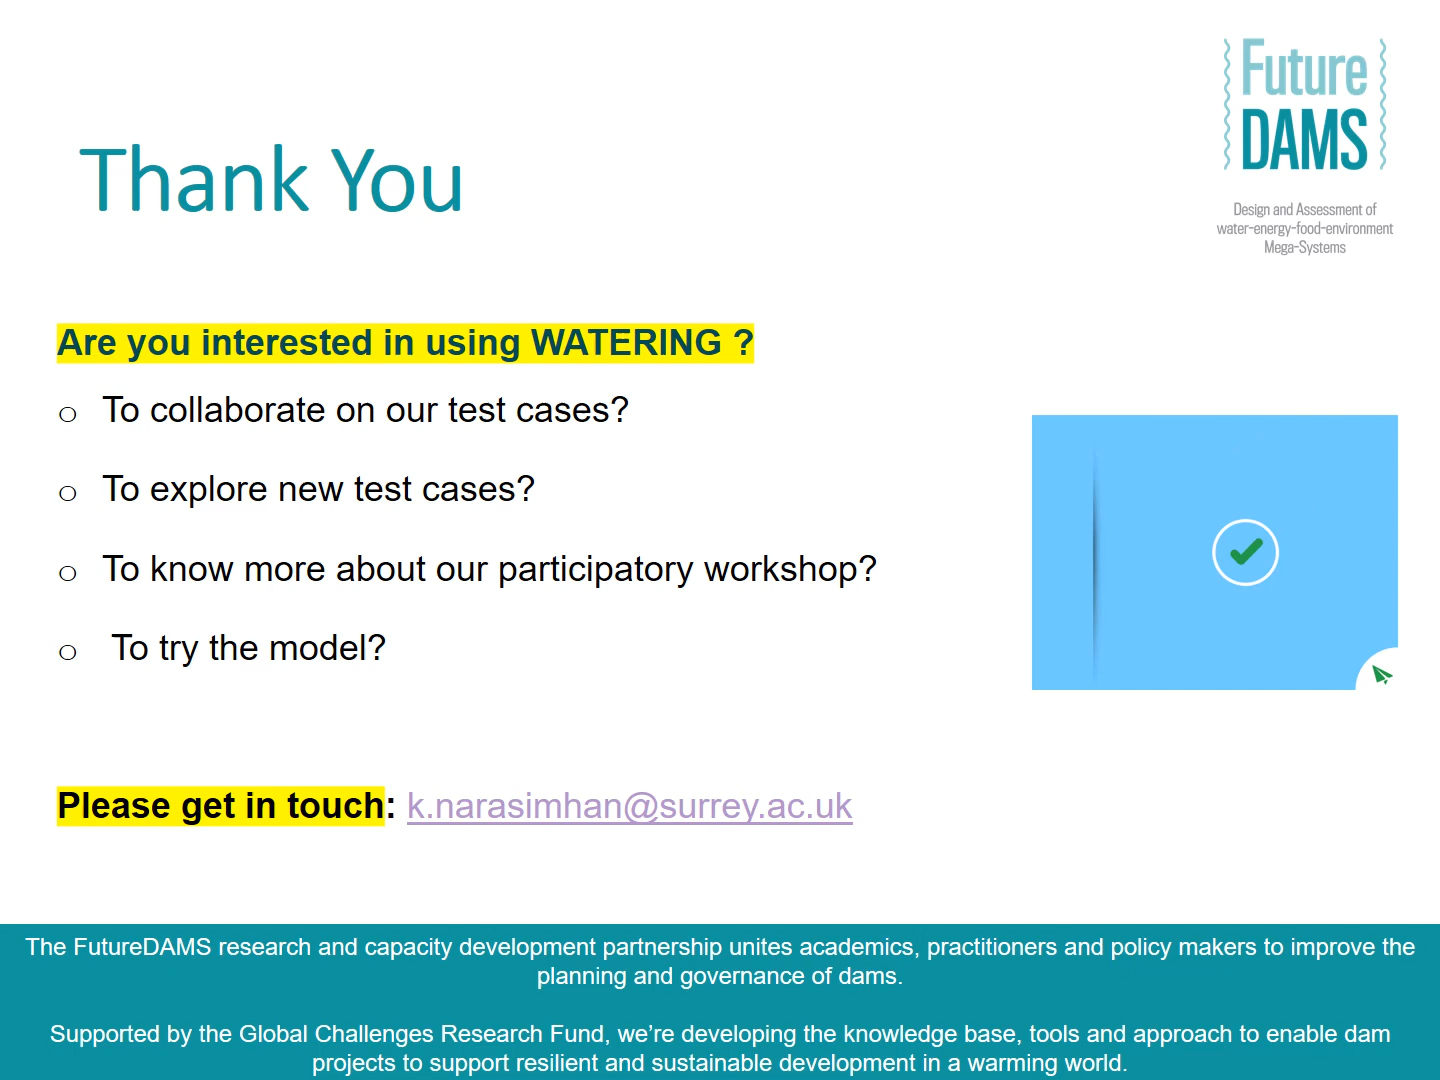 Future
DAMS
Design and Assessment of
water-energy-food-environment
Mega-Systems
Thank You
Are you interested in using WATERING ?
o To collaborate on our test cases?
o To explore new test cases?
o To know more about our participatory workshop?
o To try the model?
Please get in touch: k.narasimhan@surrey.ac.uk
The FutureDAMS research and capacity development partnership unites academics, practitioners and policy makers to improve the
planning and governance of dams.
Supported by the Global Challenges Research Fund, we’re developing the knowledge base, tools and approach to enable dam
projects to support resilient and sustainable development in a warming world.